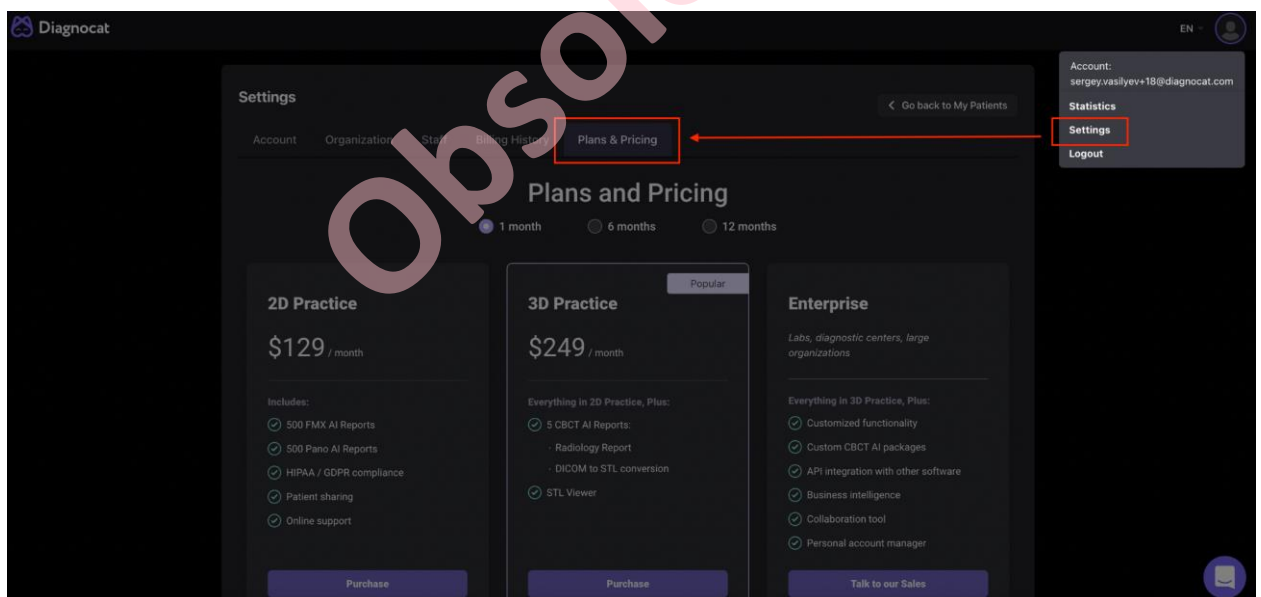 Diagnocat
EN
Account:
sergey.vasilyev+18@diagnocat.com
Statistics
Settings
Logout
Settings
Go back to My Patients
Account
Organization
Staff
Billing History
Plans & Pricing
Plans and Pricing
1 month
6 months
12 months
2D Practice
$129 / month
Includes:
500 FMX AI Reports
500 Pano AI Reports
HIPAA / GDPR compliance
Patient sharing
Online support
Purchase
Popular
3D Practice
$249 / month
Everything in 2D Practice, Plus:
5 CBCT AI Reports:
· Radiology Report
· DICOM to STL conversion
STL Viewer
Purchase
Enterprise
Labs, diagnostic centers, large
organizations
Everything in 3D Practice, Plus:
Customized functionality
Custom CBCT AI packages
API integration with other software
Business intelligence
Collaboration tool
Personal account manager
Talk to our Sales